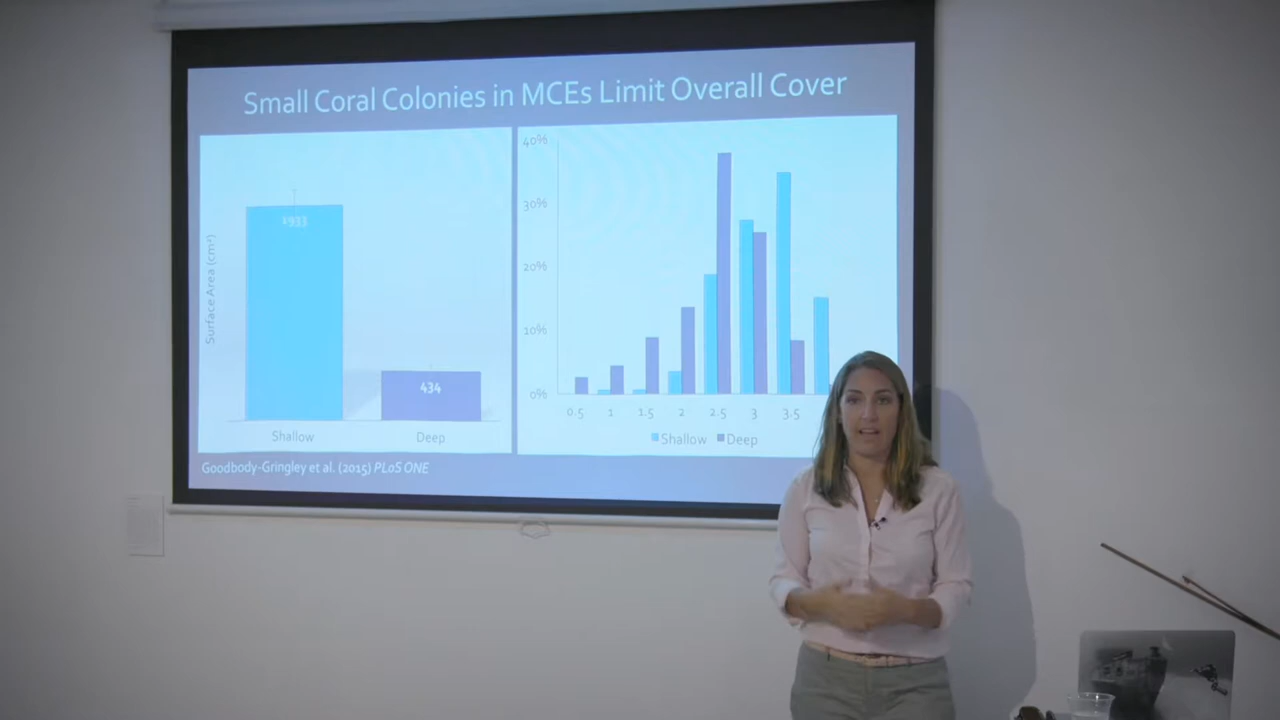 Small Coral Colonies in MCEs Limit Overall Cover
Surface Area (cm²)
1933
434
Shallow
Deep
40%
30%
20%
10%
0%
0.5
1
1.5
2
2.5
3
3.5
Shallow
Deep
Goodbody-Gringley et al. (2015) PLoS ONE